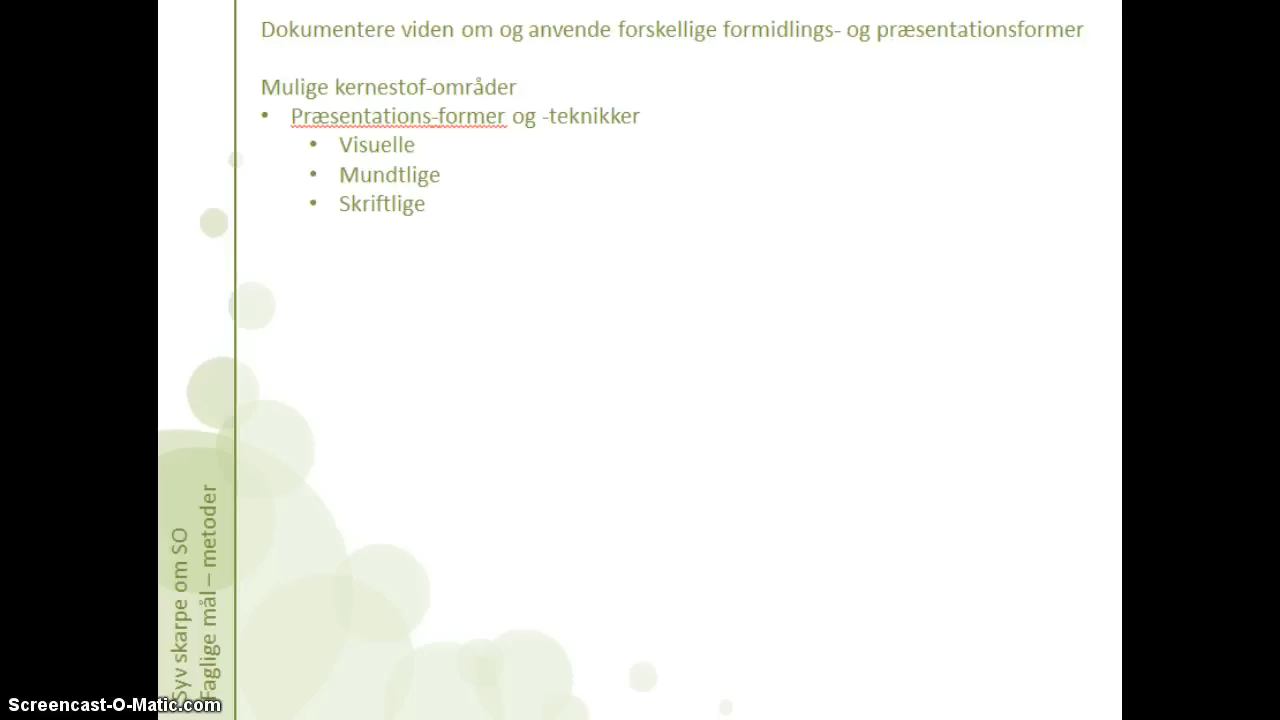 Dokumentere viden om og anvende forskellige formidlings- og præsentationsformer
Mulige kernestof-områder
• Præsentations-former og -teknikker
• Visuelle
• Mundtlige
• Skriftlige
Syv skarpe om SO
Faglige mål – metoder
Screencast-O-Matic.com